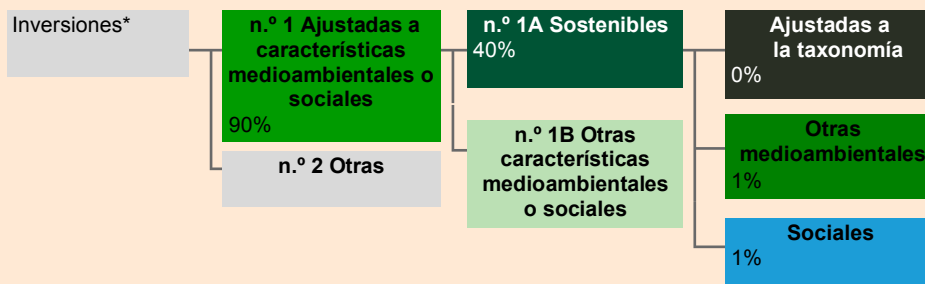 Inversiones*
n.º 1 Ajustadas a
características
medioambientales o
sociales
90%
n.º 2 Otras
n.º 1A Sostenibles
40%
n.º 1B Otras
características
medioambientales
o sociales
Ajustadas a
la taxonomía
0%
Otras
medioambientales
1%
Sociales
1%